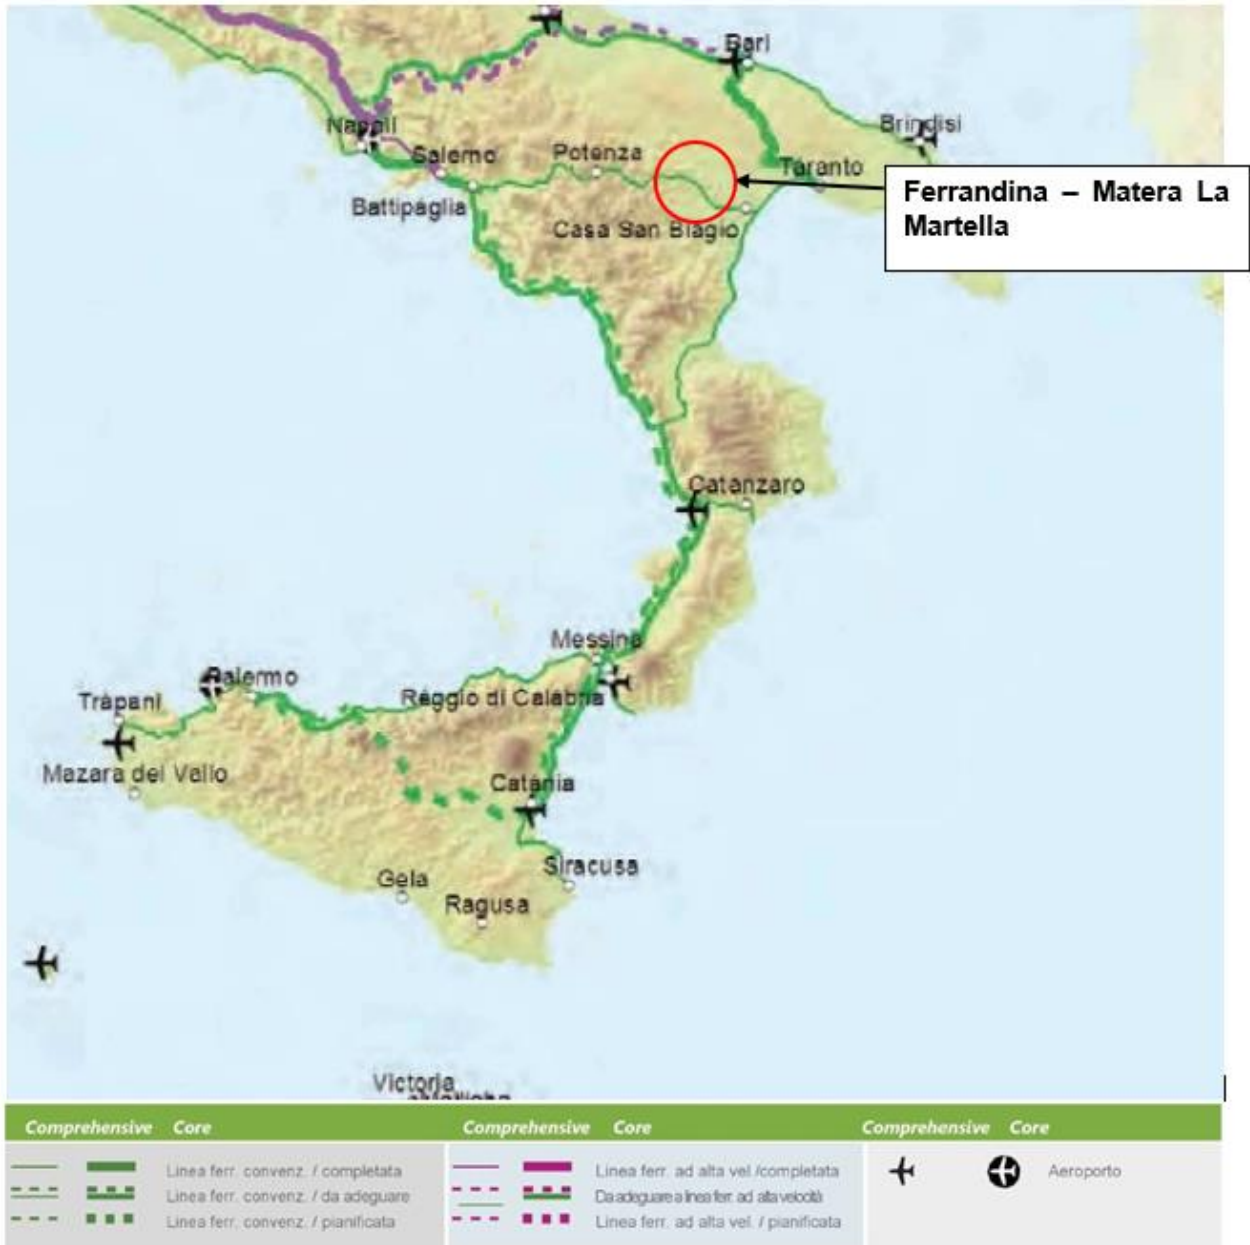 Bari
Napoli
Brindisi
Salerno
Potenza
Taranto
Ferrandina – Matera La
Martella
Battipaglia
Casa San Biagio
Catanzaro
Messina
Palermo
Reggio di Calabria
Trapani
Mazara del Vallo
Catania
Siracusa
Gela
Ragusa
Victoria
Comprehensive Core
Linea ferr. convenz. / completata
Linea ferr. convenz. / da adeguare
Linea ferr. convenz. / pianificata
Comprehensive Core
Linea ferr. ad alta vel./completata
Da adeguare a linea ferr. ad alta velocità
Linea ferr. ad alta vel. / pianificata
Comprehensive Core
Aeroporto